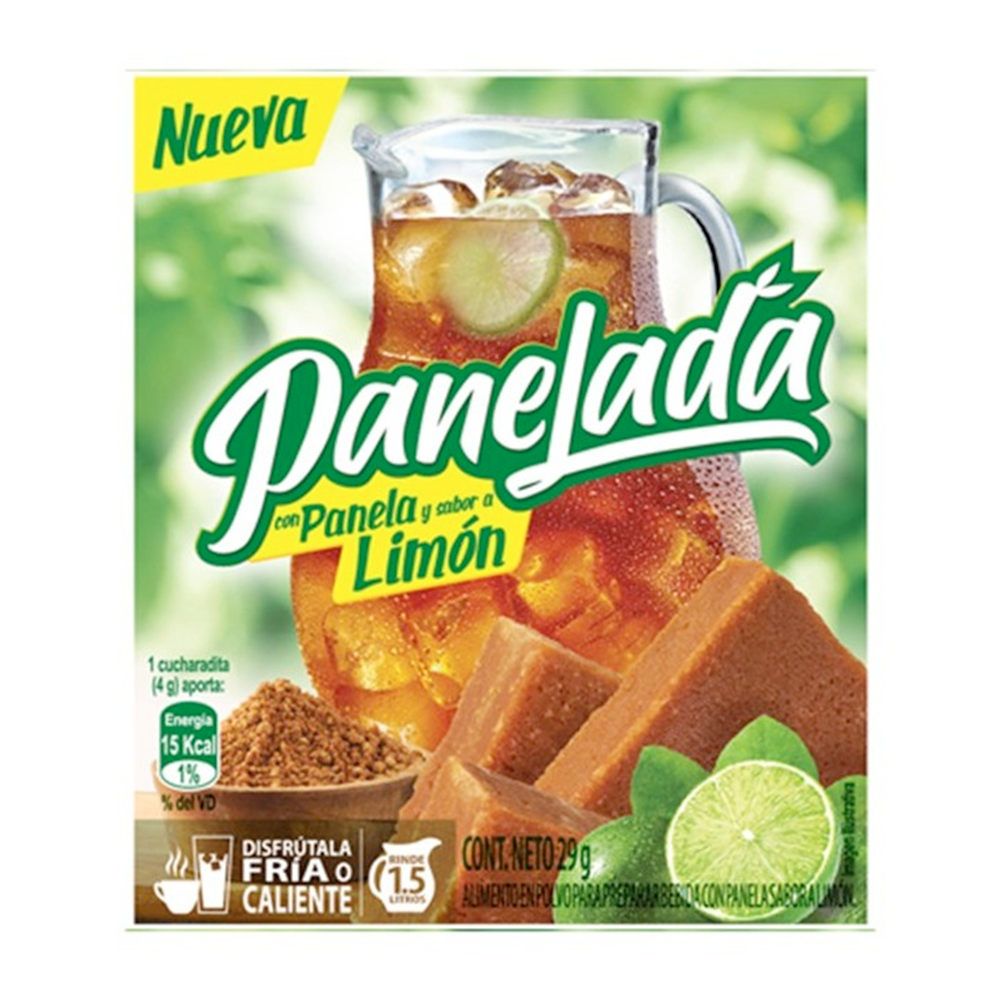 Nueva
Panelada
con Panela y sabor a
Limón
1 cucharadita
(4 g) aporta:
Energía
15 Kcal
1%
% del VD
DISFRÚTALA
FRÍA O
CALIENTE
RINDE
1.5
LITROS
CONT. NETO 29 g
ALIMENTO EN POLVO PARA PREPARAR BEBIDA CON PANELA SABOR A LIMÓN.
Imagen ilustrativa